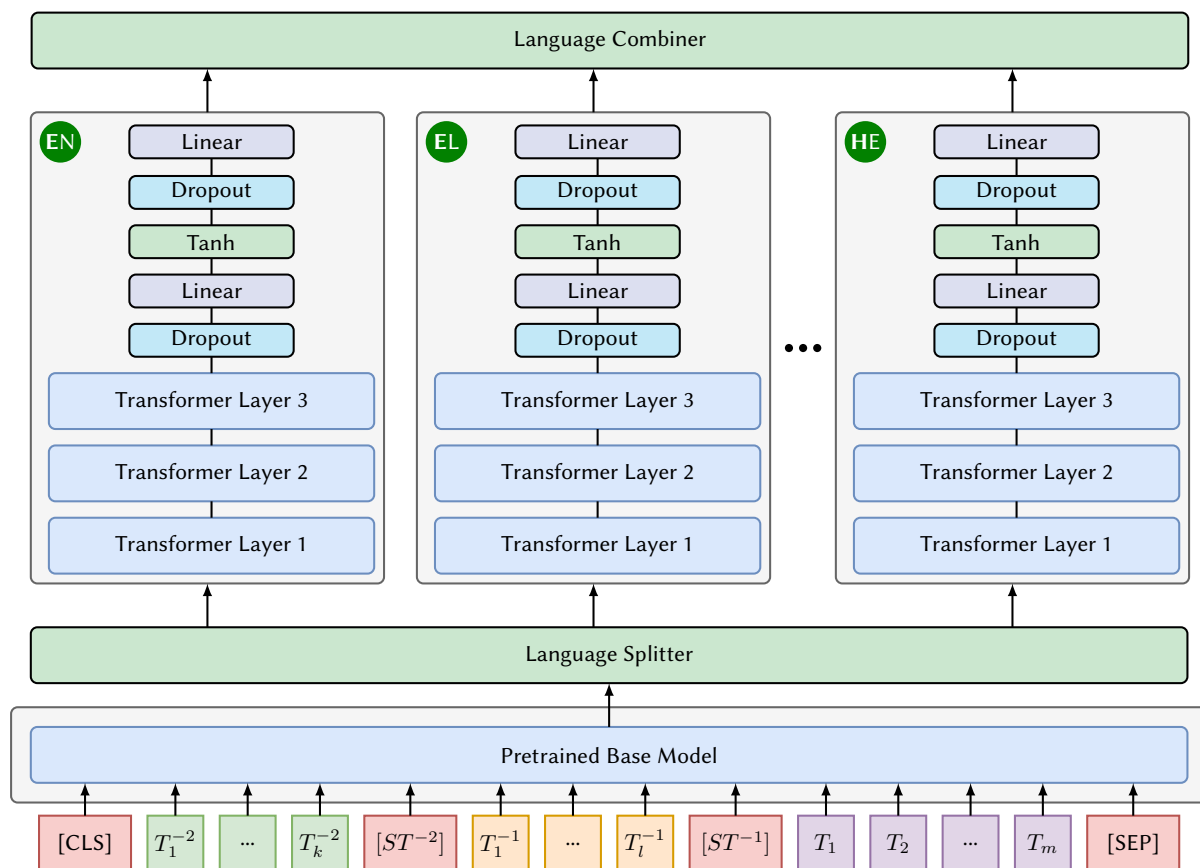 Language Combiner
EN
Linear
Dropout
Tanh
Linear
Dropout
Transformer Layer 3
Transformer Layer 2
Transformer Layer 1
EL
Linear
Dropout
Tanh
Linear
Dropout
Transformer Layer 3
Transformer Layer 2
Transformer Layer 1
•••
HE
Linear
Dropout
Tanh
Linear
Dropout
Transformer Layer 3
Transformer Layer 2
Transformer Layer 1
Language Splitter
Pretrained Base Model
[CLS] $T_1^{-2}$ ... $T_k^{-2}$ [$ST^{-2}$] $T_1^{-1}$ ... $T_l^{-1}$ [$ST^{-1}$] $T_1$ $T_2$ ... $T_m$ [SEP]